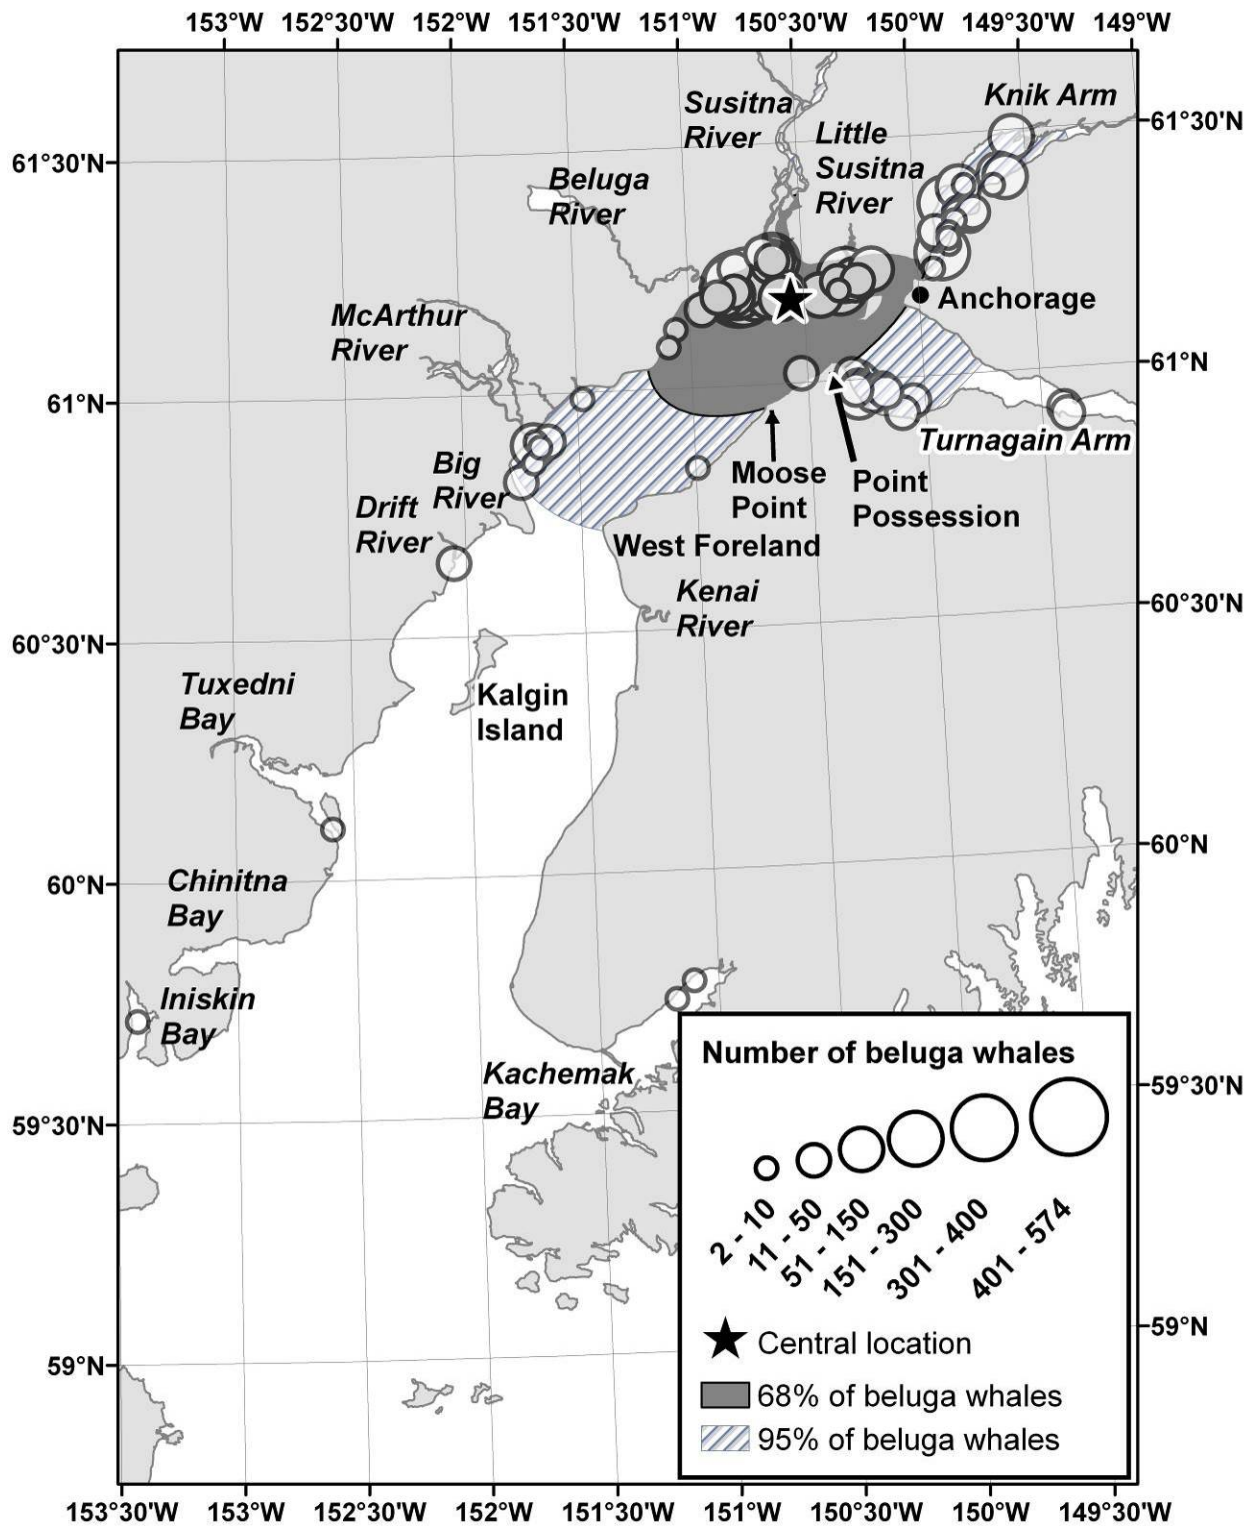 153°W 152°30'W 152°W 151°30'W 151°W 150°30'W 150°W 149°30'W 149°W
Knik Arm
Susitna
River
Little
Susitna
River
61°30'N
61°30'N
Beluga
River
Anchorage
McArthur
River
61°N
61°N
Turnagain Arm
Big
River
Moose
Point
Point
Possession
Drift
River
West Foreland
Kenai
River
60°30'N
60°30'N
Tuxedni
Bay
Kalgin
Island
60°N
60°N
Chinitna
Bay
Iniskin
Bay
Kachemak
Bay
59°30'N
59°30'N
Number of beluga whales
2 - 10
11 - 50
51 - 150
151 - 300
301 - 400
401 - 574
Central location
68% of beluga whales
95% of beluga whales
59°N
59°N
153°30'W 153°W 152°30'W 152°W 151°30'W 151°W 150°30'W 150°W 149°30'W